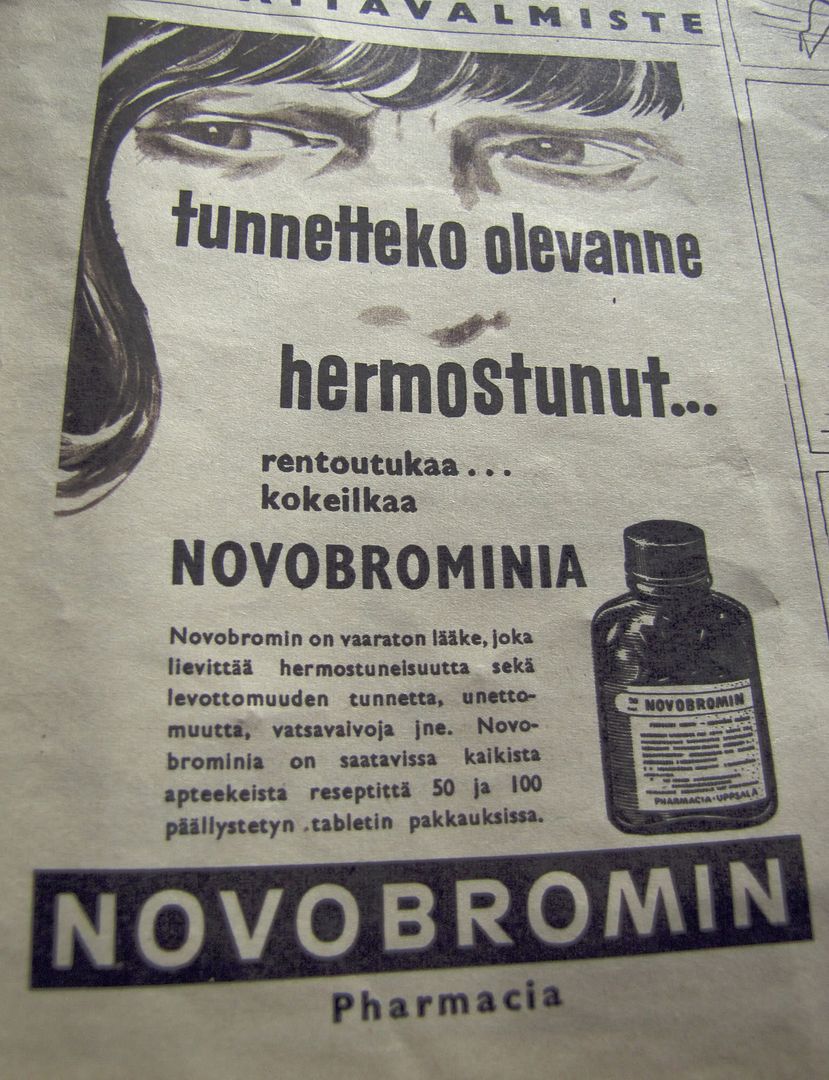 tunnetteko olevanne
hermostunut...
rentoutukaa...
kokeilkaa
NOVOBROMINIA
Novobromin on vaaraton lääke, joka
lievittää hermostuneisuutta sekä
levottomuuden tunnetta, unetto-
muutta, vatsavaivoja jne. Novo-
brominia on saatavissa kaikista
apteekeista reseptittä 50 ja 100
päällystetyn tabletin pakkauksissa.
NOVOBROMIN
PHARMACIA·UPPSALA
NOVOBROMIN
Pharmacia